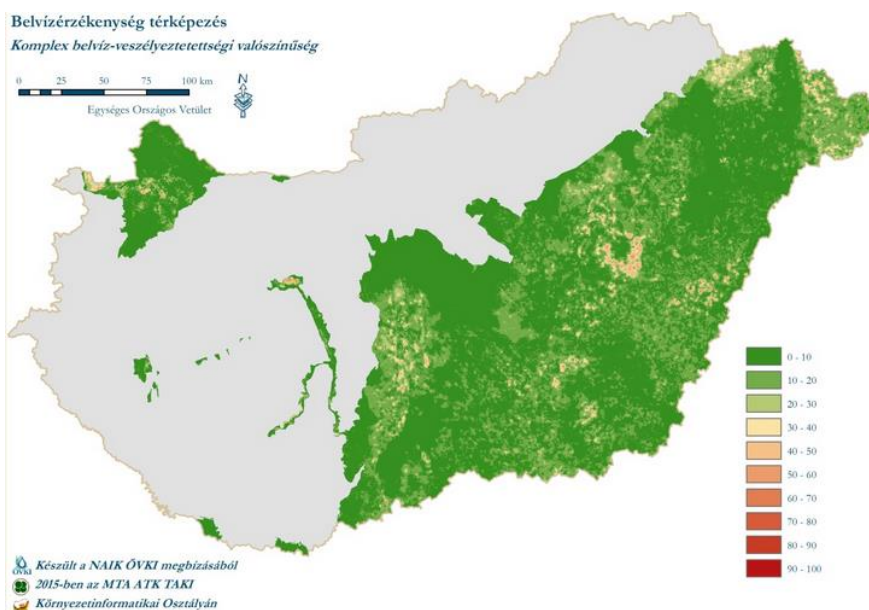 Belvízérzékenység térképezés
Komplex belvíz-veszélyeztetettségi valószínűség
0 25 50 75 100 km
N
Egységes Országos Vetület
0 - 10
10 - 20
20 - 30
30 - 40
40 - 50
50 - 60
60 - 70
70 - 80
80 - 90
90 - 100
ÖVKI Készült a NAIK ÖVKI megbízásából
2015-ben az MTA ATK TAKI
Környezetinformatikai Osztályán